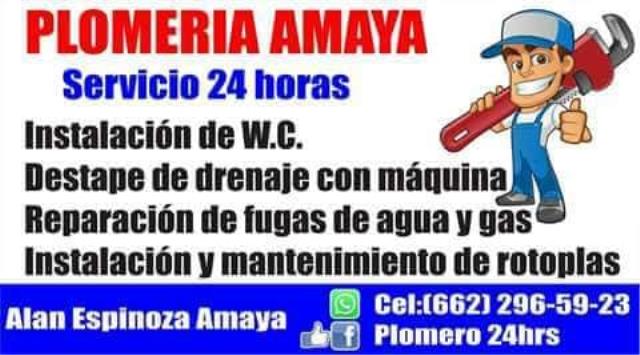 PLOMERIA AMAYA
Servicio 24 horas
Instalación de W.C.
Destape de drenaje con máquina
Reparación de fugas de agua y gas
Instalación y mantenimiento de rotoplas
Alan Espinoza Amaya
Cel:(662) 296-59-23
Plomero 24hrs